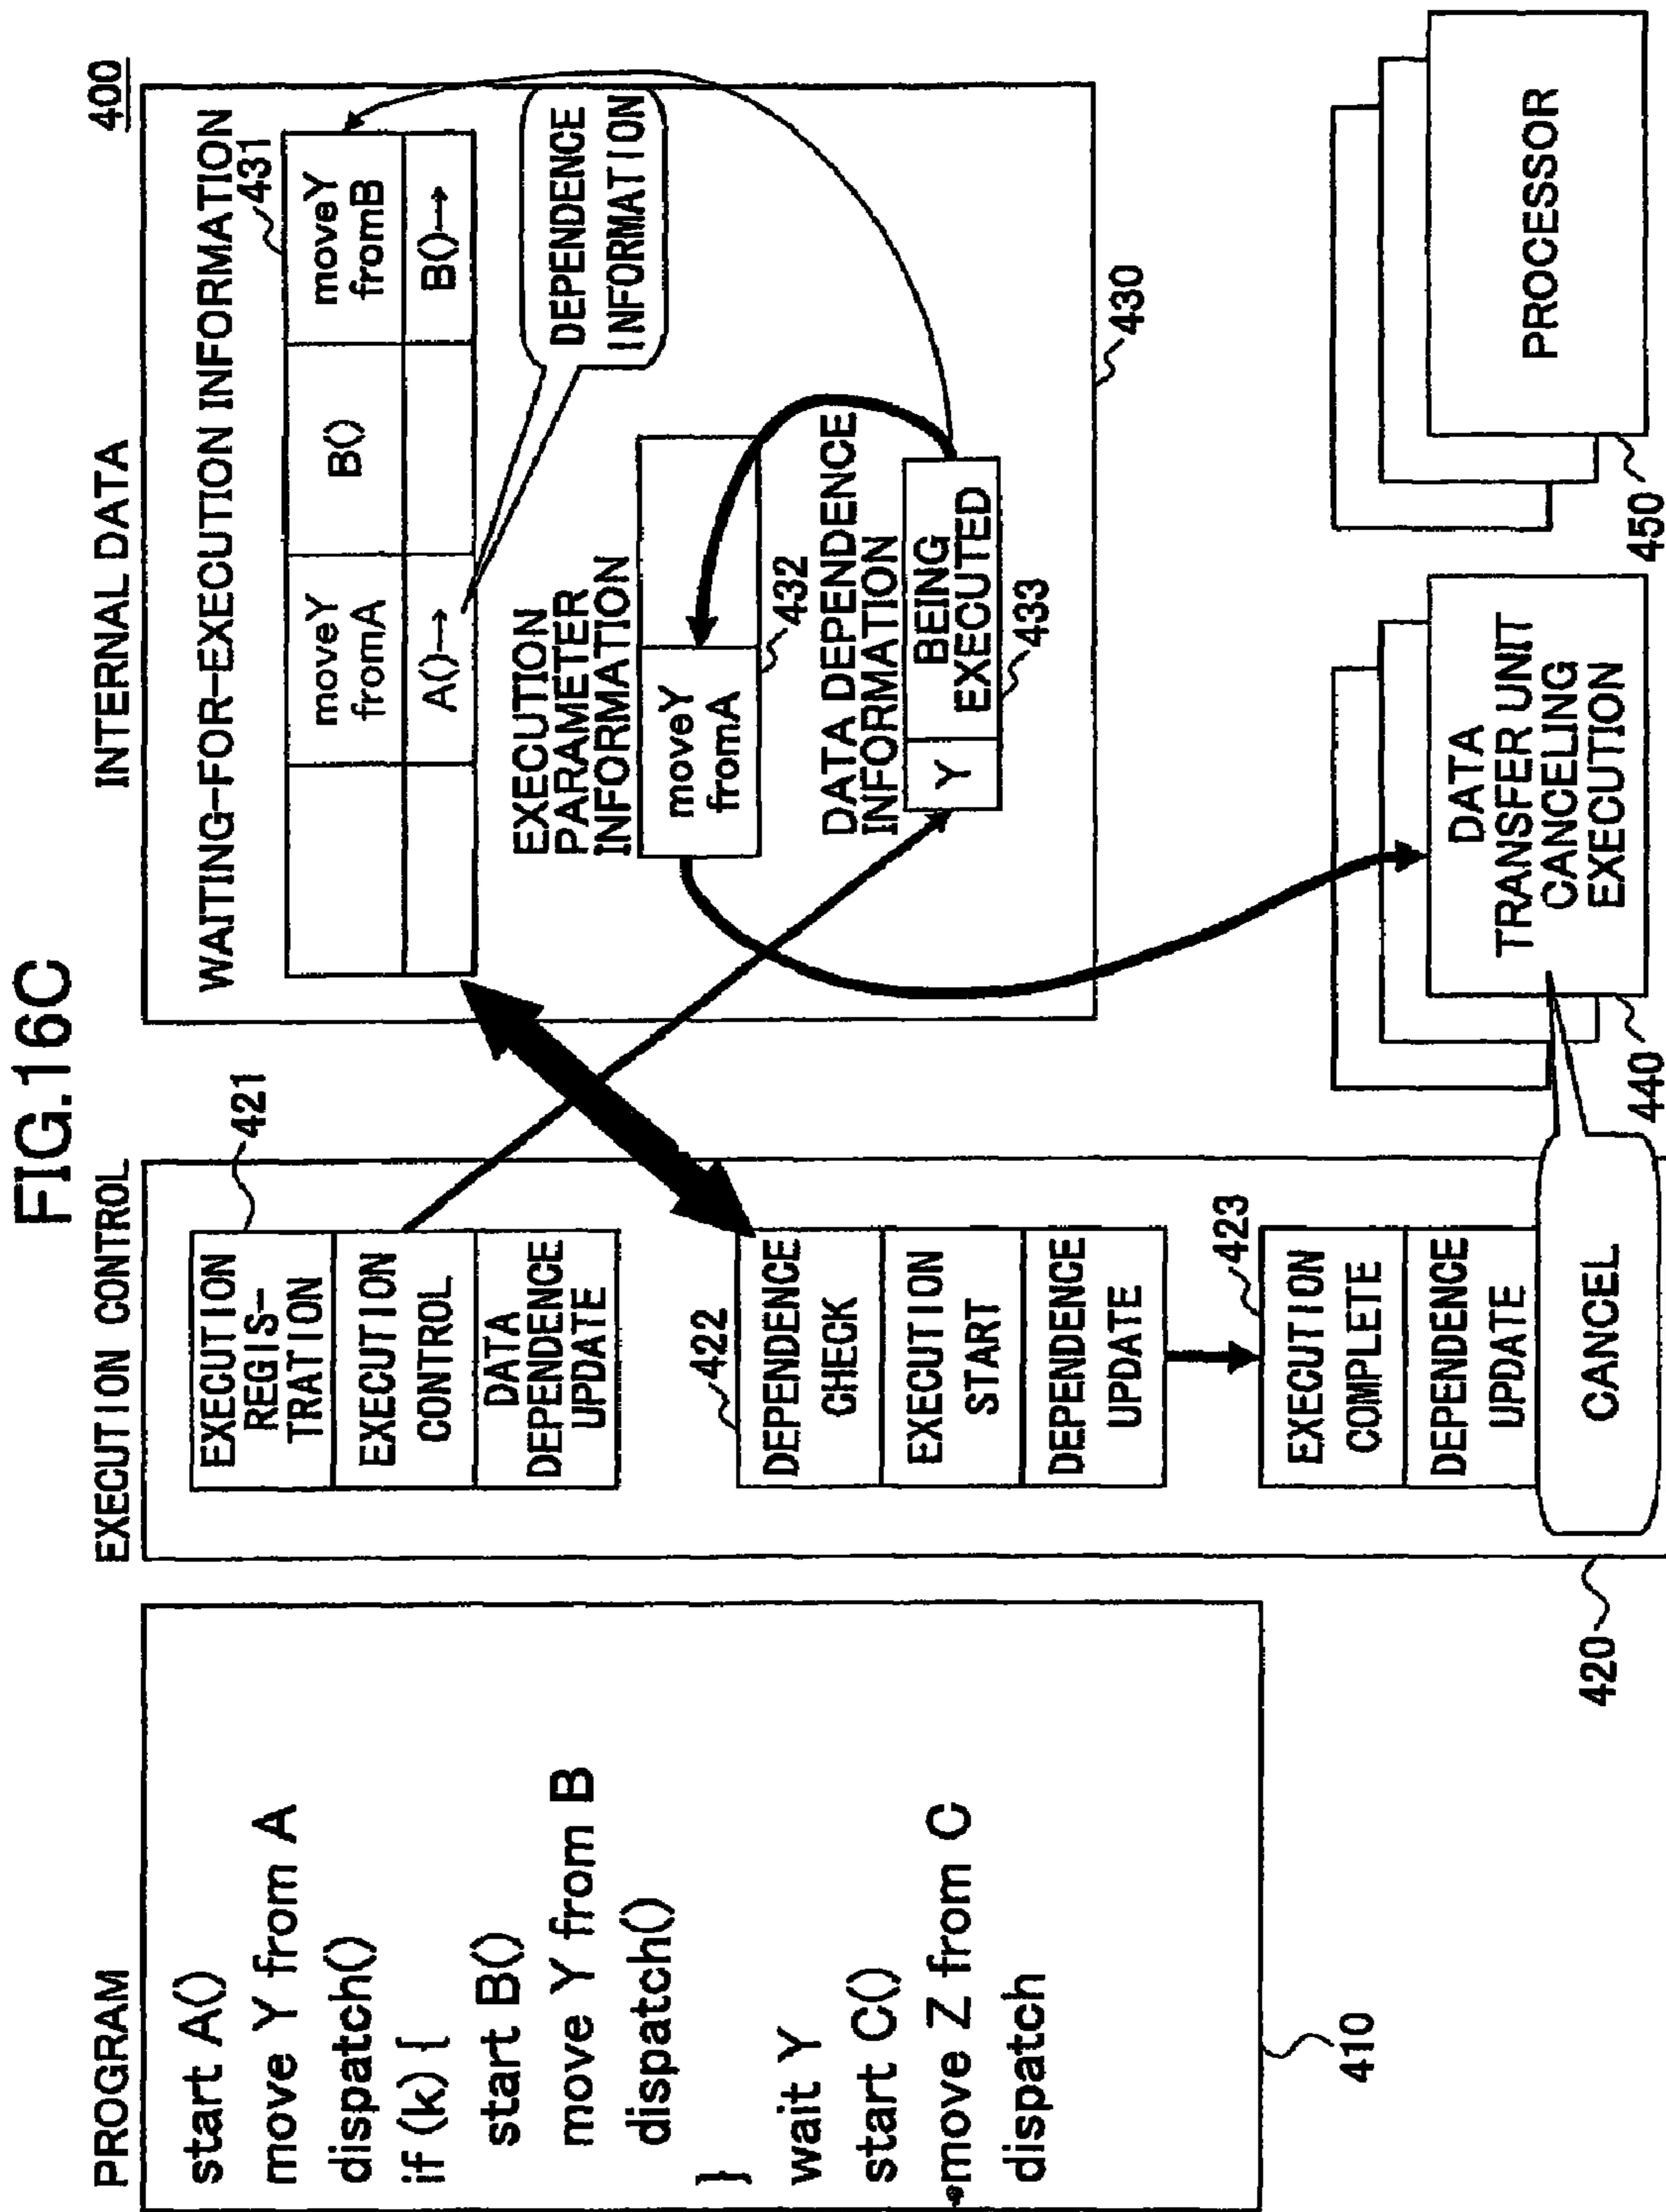 FIG.16C
400
PROGRAM
start A()
move Y from A
dispatch()
if (k) {
start B()
move Y from B
dispatch()
}
wait Y
start C()
move Z from C
dispatch
410
EXECUTION CONTROL
421
EXECUTION
REGIS-
TRATION
EXECUTION
CONTROL
DATA
DEPENDENCE
UPDATE
422
DEPENDENCE
CHECK
EXECUTION
START
DEPENDENCE
UPDATE
423
EXECUTION
COMPLETE
DEPENDENCE
UPDATE
CANCEL
420
INTERNAL DATA
WAITING-FOR-EXECUTION INFORMATION
431
moveY
fromA
B()
moveY
fromB
A()→
B()→
DEPENDENCE
INFORMATION
EXECUTION
PARAMETER
INFORMATION
moveY
fromA
432
DATA DEPENDENCE
INFORMATION
Y
BEING
EXECUTED
433
430
DATA
TRANSFER UNIT
CANCELING
EXECUTION
440
PROCESSOR
450